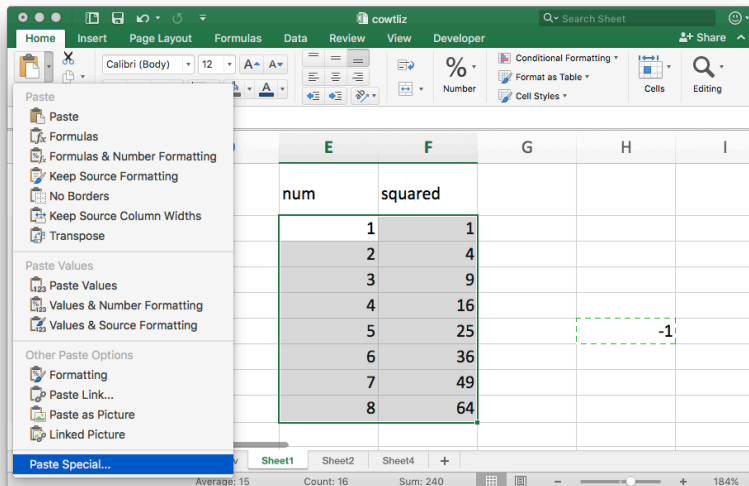 cowtliz
Search Sheet
Home Insert Page Layout Formulas Data Review View Developer
Share
Calibri (Body) 12 A A
A
%
Number
Conditional Formatting
Format as Table
Cell Styles
Cells
Editing
Paste
Paste
Formulas
Formulas & Number Formatting
Keep Source Formatting
No Borders
Keep Source Column Widths
Transpose
Paste Values
Paste Values
Values & Number Formatting
Values & Source Formatting
Other Paste Options
Formatting
Paste Link...
Paste as Picture
Linked Picture
Paste Special...
E F G H I
num squared
1 1
2 4
3 9
4 16
5 25 -1
6 36
7 49
8 64
Sheet1 Sheet2 Sheet4 +
Average: 15 Count: 16 Sum: 240 184%